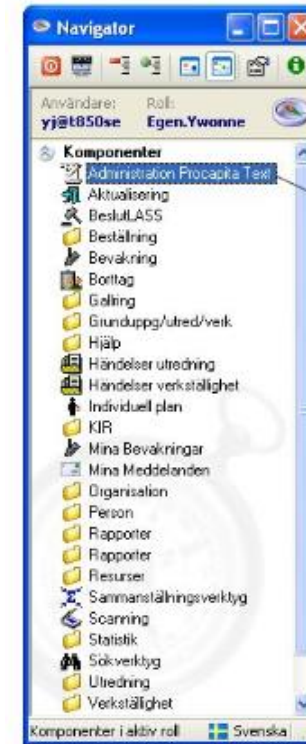 Navigator
Användare: Roll:
yj@t850se Egen.Ywonne
Komponenter
Administration Procapita Text
Aktualisering
BeslutLASS
Beställning
Bevakning
Borttag
Gallring
Grunduppg/utred/verk
Hjälp
Händelser utredning
Händelser verkställighet
Individuell plan
KIR
Mina Bevakningar
Mina Meddelanden
Organisation
Person
Rapporter
Rapporter
Resurser
Sammanställningsverktyg
Scanning
Statistik
Sökverktyg
Utredning
Verkställighet
Komponenter i aktiv roll Svenska